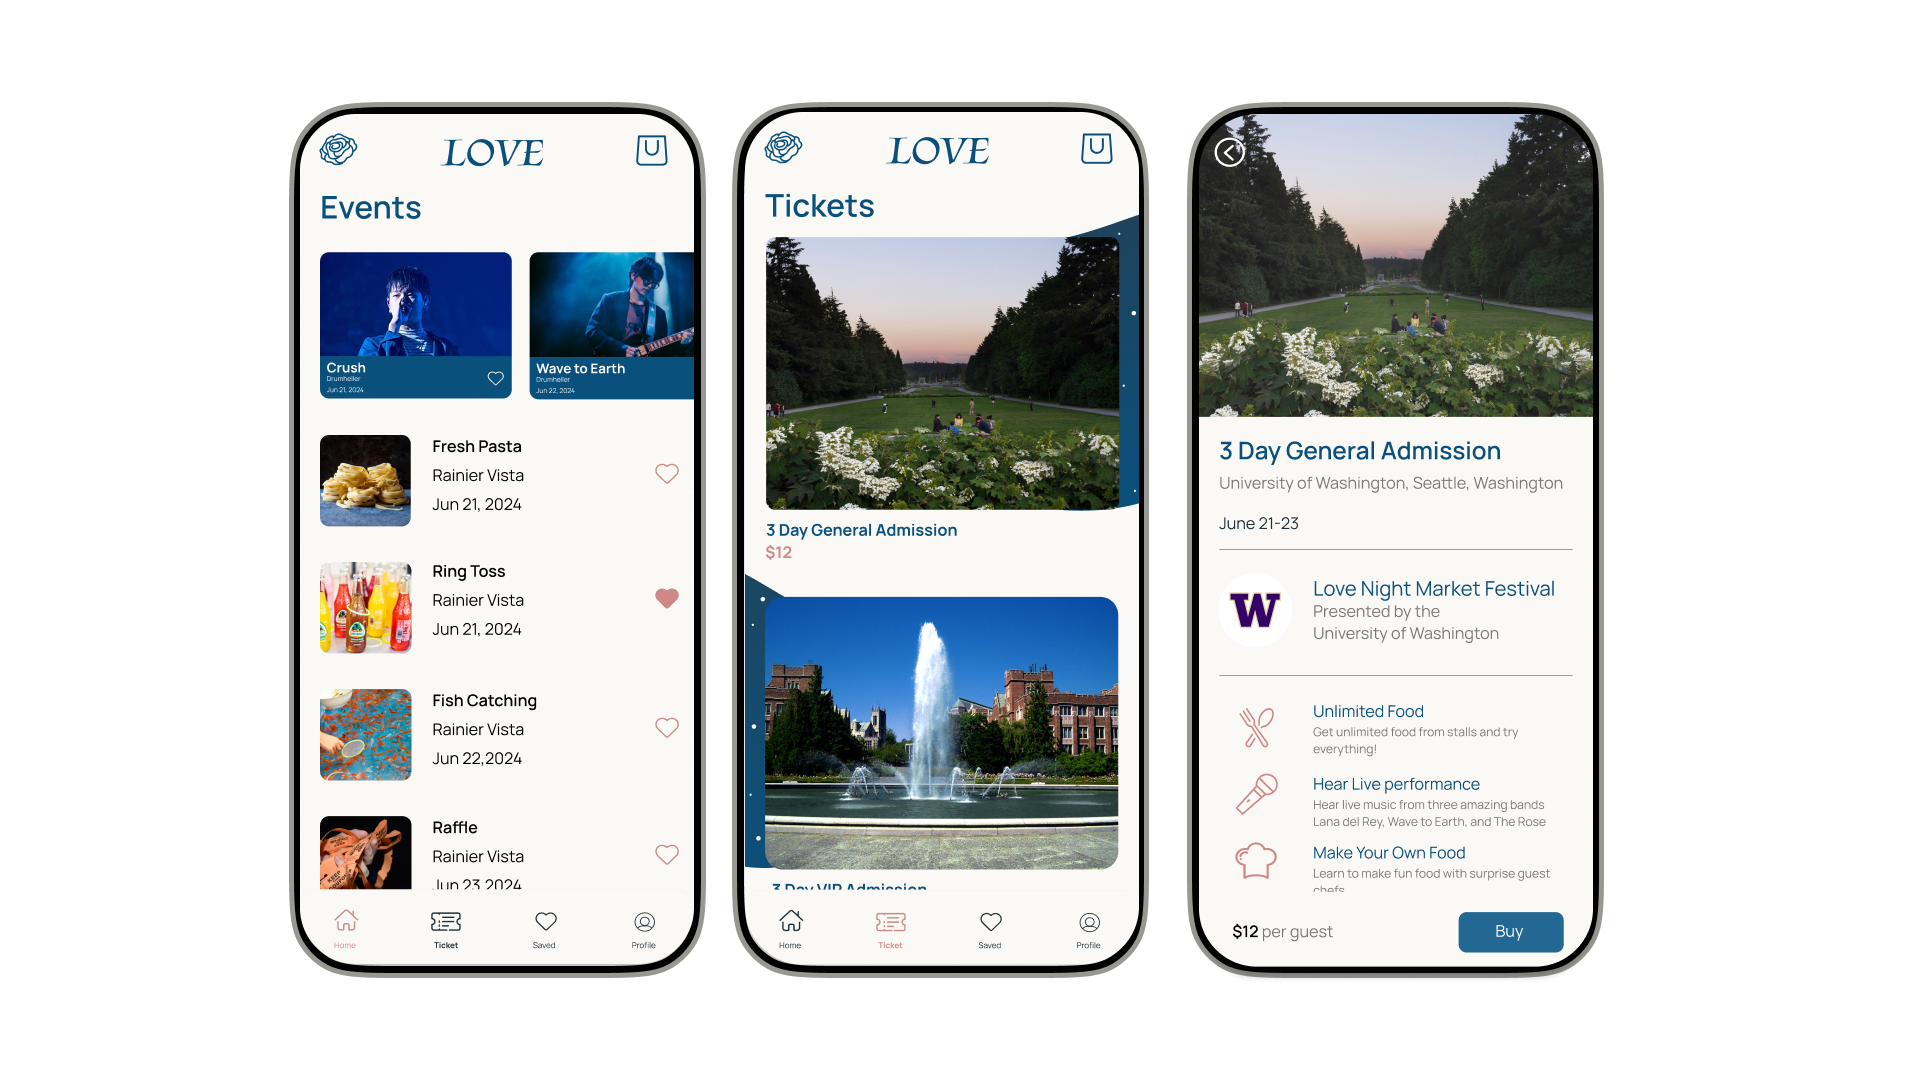 LOVE
Events
Crush
Drumheller
Jun 21, 2024
Wave to Earth
Drumheller
Jun 22, 2024
Fresh Pasta
Rainier Vista
Jun 21, 2024
Ring Toss
Rainier Vista
Jun 21, 2024
Fish Catching
Rainier Vista
Jun 22,2024
Raffle
Rainier Vista
Jun 23,2024
Home
Ticket
Saved
Profile
LOVE
Tickets
3 Day General Admission
$12
3 Day VIP Admission
Home
Ticket
Saved
Profile
3 Day General Admission
University of Washington, Seattle, Washington
June 21-23
W
Love Night Market Festival
Presented by the
University of Washington
Unlimited Food
Get unlimited food from stalls and try
everything!
Hear Live performance
Hear live music from three amazing bands
Lana del Rey, Wave to Earth, and The Rose
Make Your Own Food
Learn to make fun food with surprise guest
chefs
$12 per guest
Buy